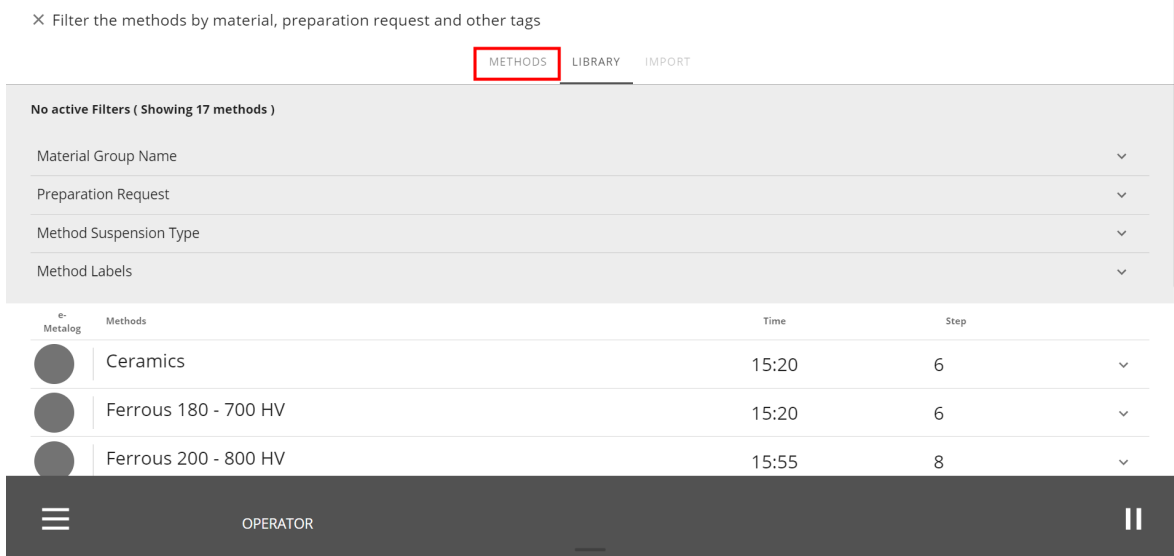 Filter the methods by material, preparation request and other tags
METHODS LIBRARY IMPORT
No active Filters ( Showing 17 methods )
Material Group Name
Preparation Request
Method Suspension Type
Method Labels
e-
Metalog Methods Time Step
Ceramics 15:20 6
Ferrous 180 - 700 HV 15:20 6
Ferrous 200 - 800 HV 15:55 8
OPERATOR